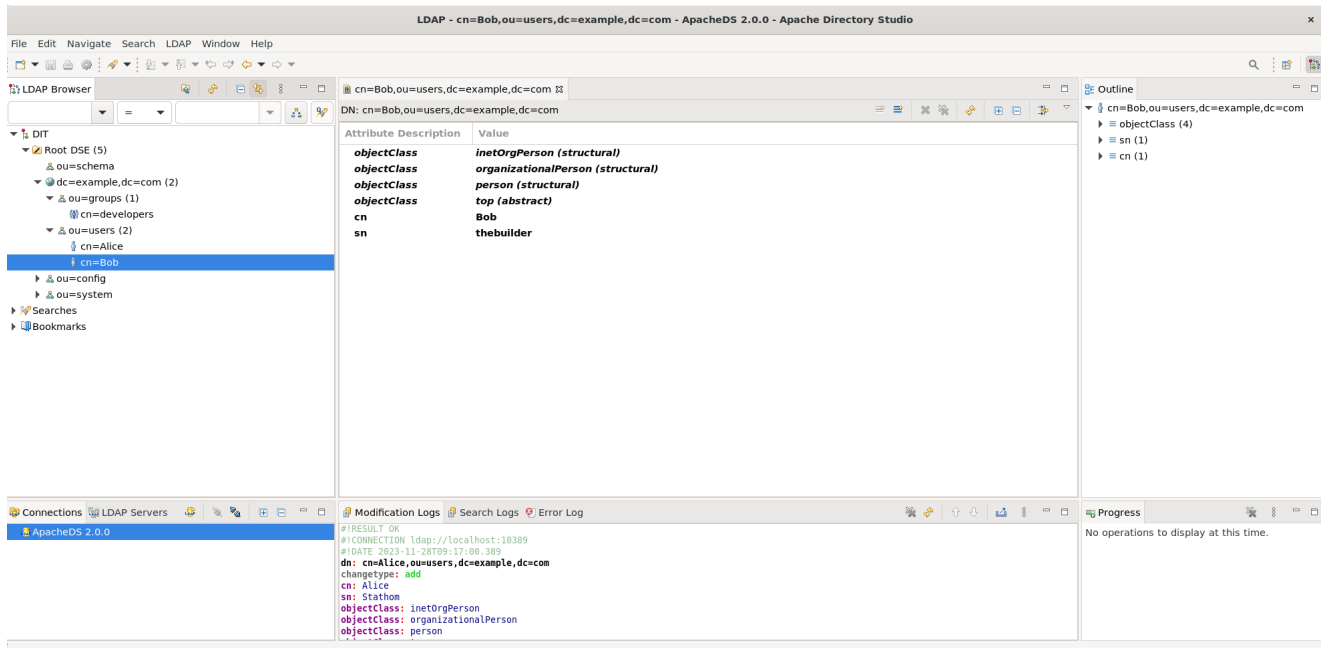 LDAP - cn=Bob,ou=users,dc=example,dc=com - ApacheDS 2.0.0 - Apache Directory Studio
File Edit Navigate Search LDAP Window Help
LDAP Browser
=
DIT
Root DSE (5)
ou=schema
dc=example,dc=com (2)
ou=groups (1)
cn=developers
ou=users (2)
cn=Alice
cn=Bob
ou=config
ou=system
Searches
Bookmarks
cn=Bob,ou=users,dc=example,dc=com
DN: cn=Bob,ou=users,dc=example,dc=com
Attribute Description Value
objectClass inetOrgPerson (structural)
objectClass organizationalPerson (structural)
objectClass person (structural)
objectClass top (abstract)
cn Bob
sn thebuilder
Outline
cn=Bob,ou=users,dc=example,dc=com
objectClass (4)
sn (1)
cn (1)
Connections LDAP Servers
ApacheDS 2.0.0
Modification Logs Search Logs Error Log
#!RESULT OK
#!CONNECTION ldap://localhost:10389
#!DATE 2023-11-28T09:17:00.389
dn: cn=Alice,ou=users,dc=example,dc=com
changetype: add
cn: Alice
sn: Stathom
objectClass: inetOrgPerson
objectClass: organizationalPerson
objectClass: person
Progress
No operations to display at this time.